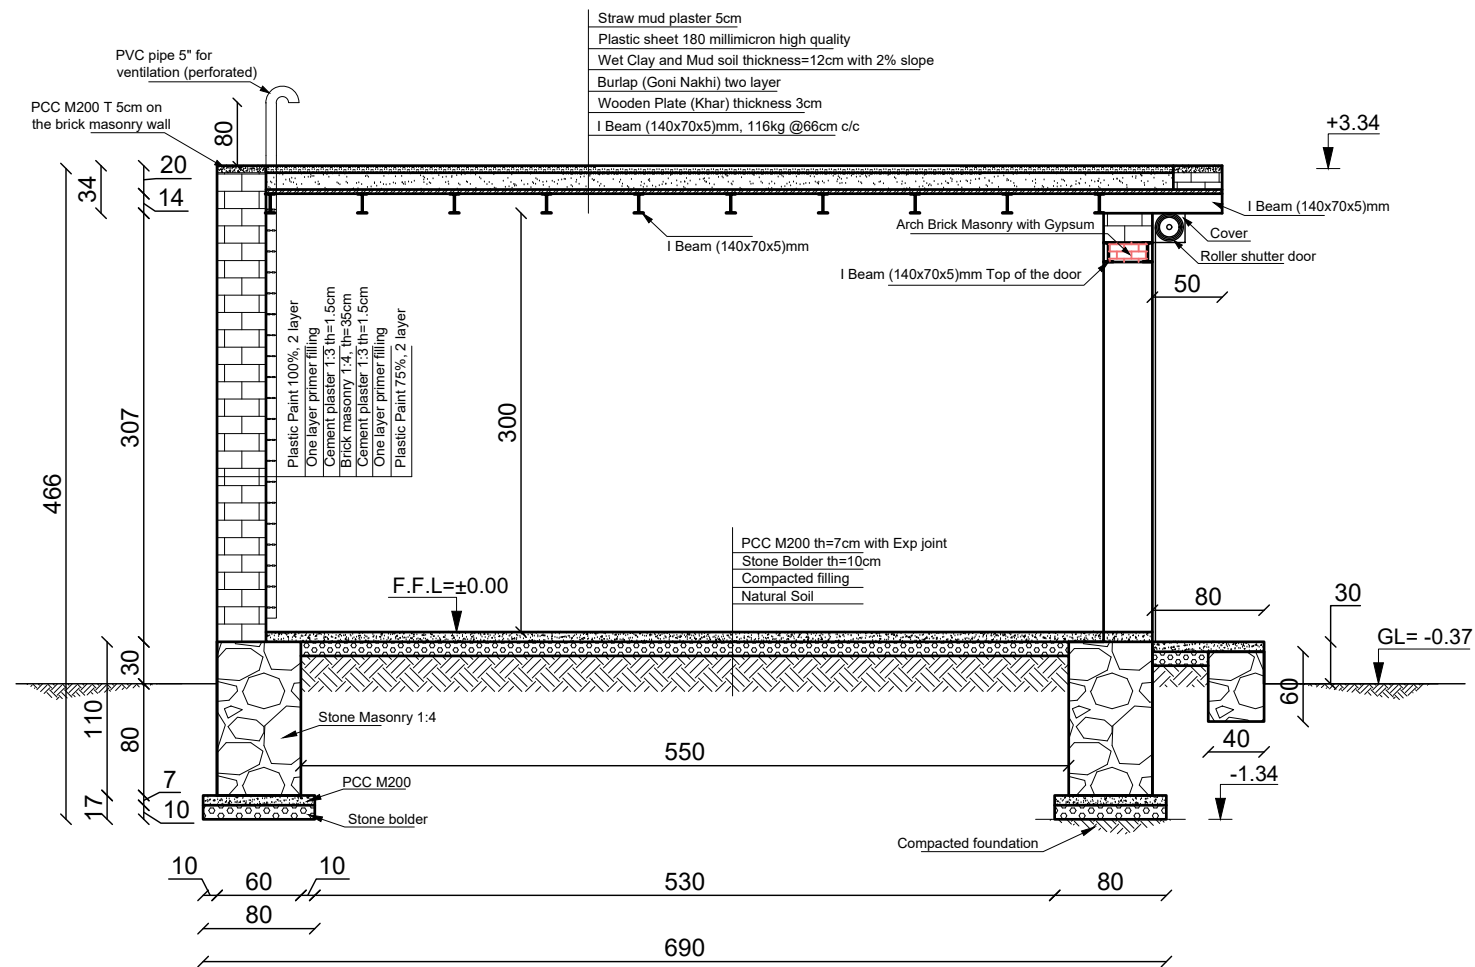 Straw mud plaster 5cm
Plastic sheet 180 millimicron high quality
Wet Clay and Mud soil thickness=12cm with 2% slope
Burlap (Goni Nakhi) two layer
Wooden Plate (Khar) thickness 3cm
I Beam (140x70x5)mm, 116kg @66cm c/c
PVC pipe 5" for
ventilation (perforated)
PCC M200 T 5cm on
the brick masonry wall
80
+3.34
20
34
14
I Beam (140x70x5)mm
I Beam (140x70x5)mm
Arch Brick Masonry with Gypsum
Cover
Roller shutter door
I Beam (140x70x5)mm Top of the door
50
Plastic Paint 100%, 2 layer
One layer primer filling
Cement plaster 1:3 th=1.5cm
Brick masonry 1:4, th=35cm
Cement plaster 1:3 th=1.5cm
One layer primer filling
Plastic Paint 75%, 2 layer
307
300
466
PCC M200 th=7cm with Exp joint
Stone Bolder th=10cm
Compacted filling
Natural Soil
F.F.L=±0.00
80
30
GL= -0.37
30
60
110
80
Stone Masonry 1:4
550
40
7
PCC M200
-1.34
17
10
Stone bolder
Compacted foundation
10
60
10
530
80
80
690